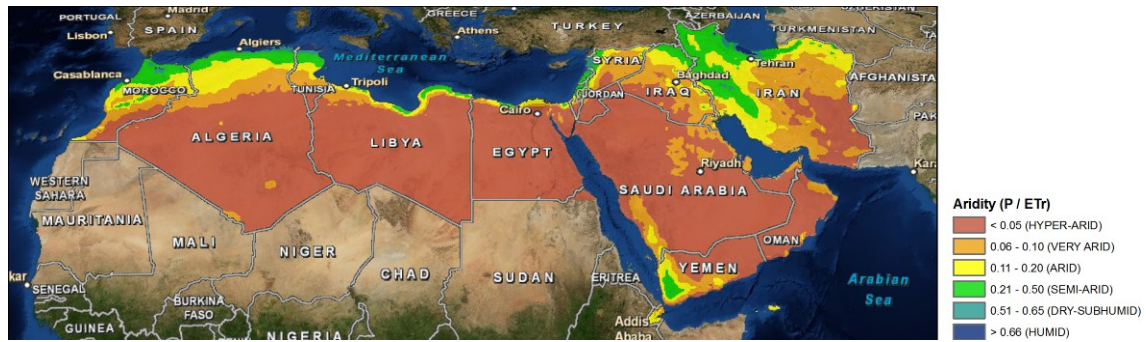 PORTUGAL
Madrid
SPAIN
Lisbon
Algiers
GREECE
Athens
TURKEY
AZERBAIJAN
TURKMENISTAN
Casablanca
MOROCCO
TUNISIA
Tripoli
Mediterranean
Sea
SYRIA
Baghdad
Tehran
AFGHANISTAN
JORDAN
IRAQ
IRAN
Cairo
ALGERIA
LIBYA
EGYPT
Riyadh
SAUDI ARABIA
WESTERN
SAHARA
MAURITANIA
MALI
NIGER
CHAD
SUDAN
ERITREA
YEMEN
OMAN
Arabian
Sea
kar
SENEGAL
BURKINA
FASO
GUINEA
NIGERIA
Addis
Ababa
Aridity (P / ETr)
< 0.05 (HYPER-ARID)
0.06 - 0.10 (VERY ARID)
0.11 - 0.20 (ARID)
0.21 - 0.50 (SEMI-ARID)
0.51 - 0.65 (DRY-SUBHUMID)
> 0.66 (HUMID)